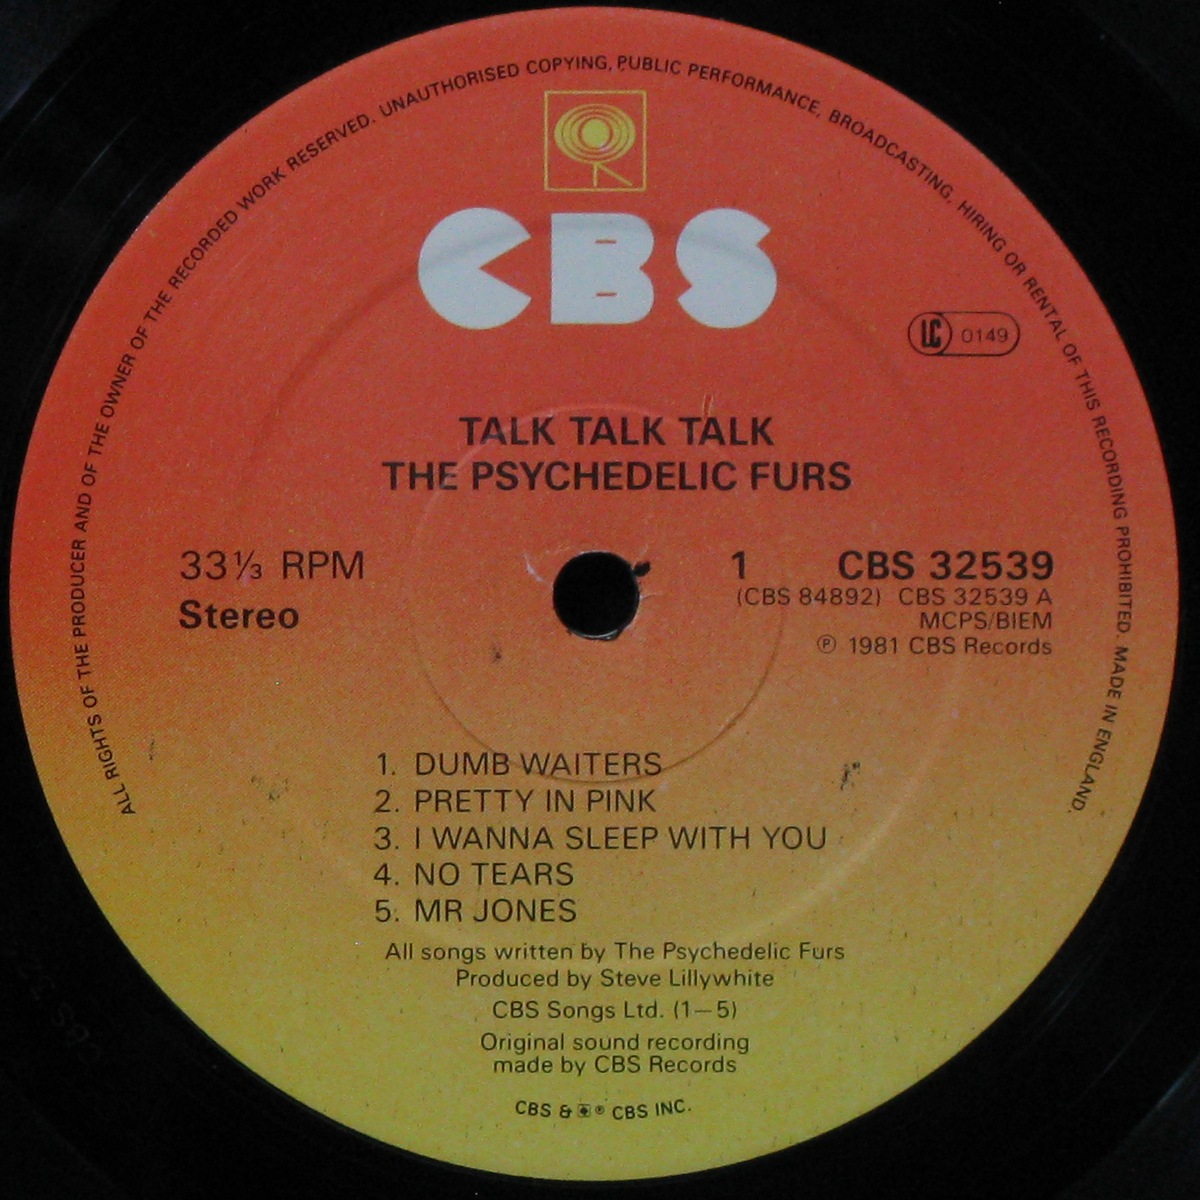 ALL RIGHTS OF THE PRODUCER AND OF THE OWNER OF THE RECORDED WORK RESERVED. UNAUTHORISED COPYING, PUBLIC PERFORMANCE, BROADCASTING, HIRING OR RENTAL OF THIS RECORDING PROHIBITED. MADE IN ENGLAND.
CBS
LC 0149
TALK TALK TALK
THE PSYCHEDELIC FURS
33⅓ RPM
Stereo
1 CBS 32539
(CBS 84892) CBS 32539 A
MCPS/BIEM
℗ 1981 CBS Records
1. DUMB WAITERS
2. PRETTY IN PINK
3. I WANNA SLEEP WITH YOU
4. NO TEARS
5. MR JONES
All songs written by The Psychedelic Furs
Produced by Steve Lillywhite
CBS Songs Ltd. (1—5)
Original sound recording
made by CBS Records
CBS & ® CBS INC.